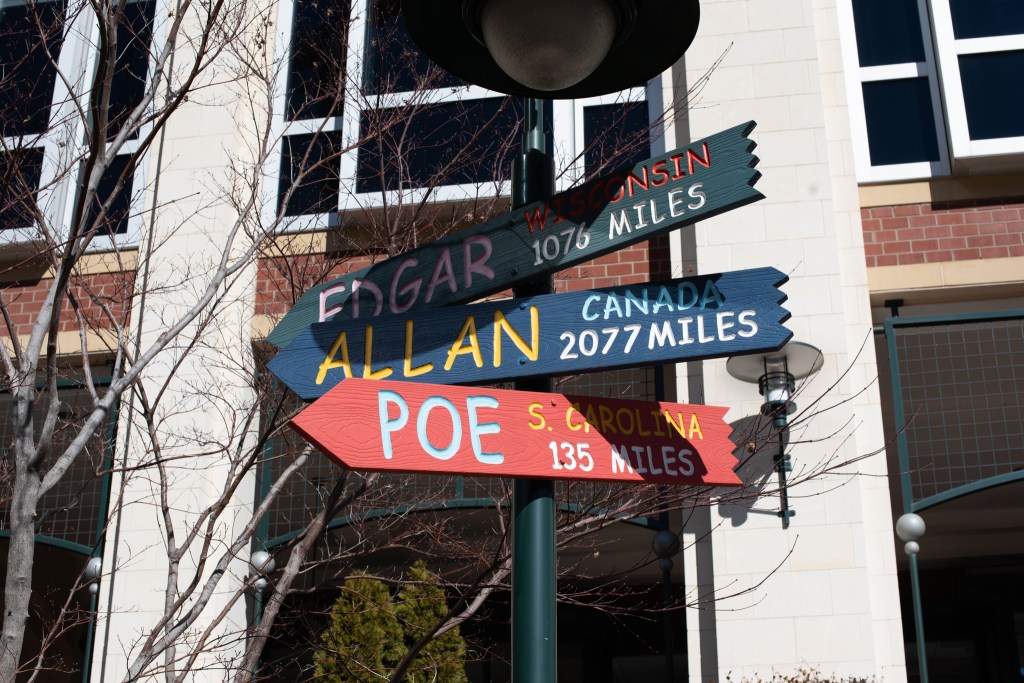 EDGAR
WISCONSIN
1076 MILES
ALLAN
CANADA
2077 MILES
POE
S. CAROLINA
135 MILES